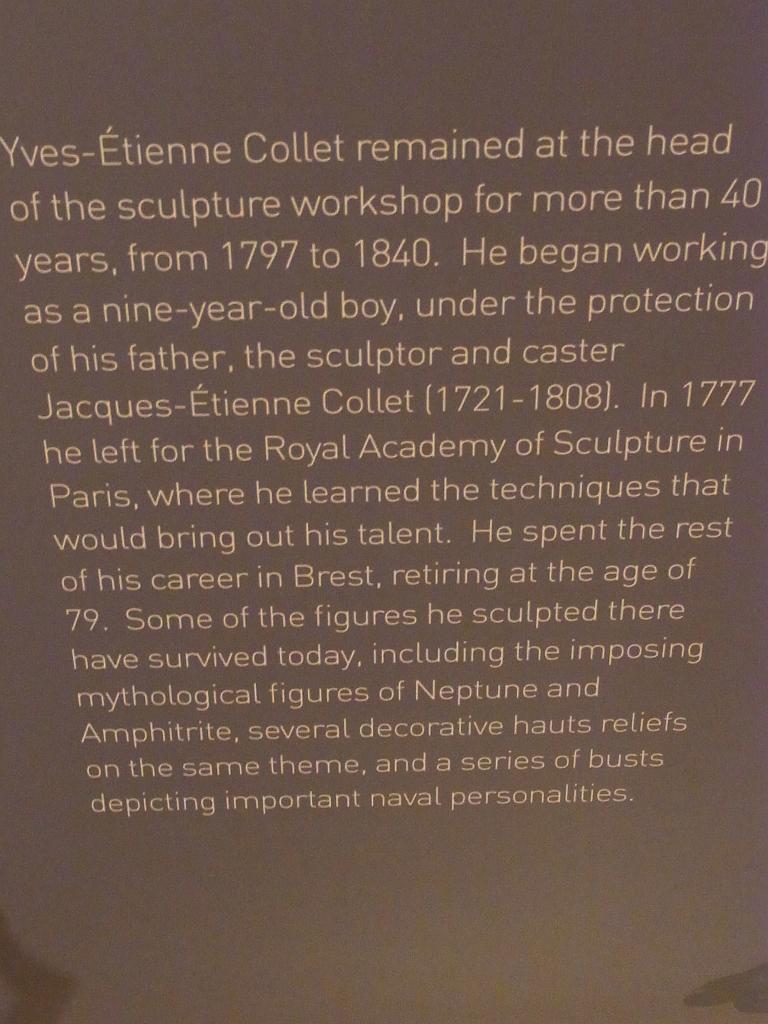 Yves-Étienne Collet remained at the head
of the sculpture workshop for more than 40
years, from 1797 to 1840.  He began working
as a nine-year-old boy, under the protection
of his father, the sculptor and caster
Jacques-Étienne Collet (1721-1808).  In 1777
he left for the Royal Academy of Sculpture in
Paris, where he learned the techniques that
would bring out his talent.  He spent the rest
of his career in Brest, retiring at the age of
79.  Some of the figures he sculpted there
have survived today, including the imposing
mythological figures of Neptune and
Amphitrite, several decorative hauts reliefs
on the same theme, and a series of busts
depicting important naval personalities.